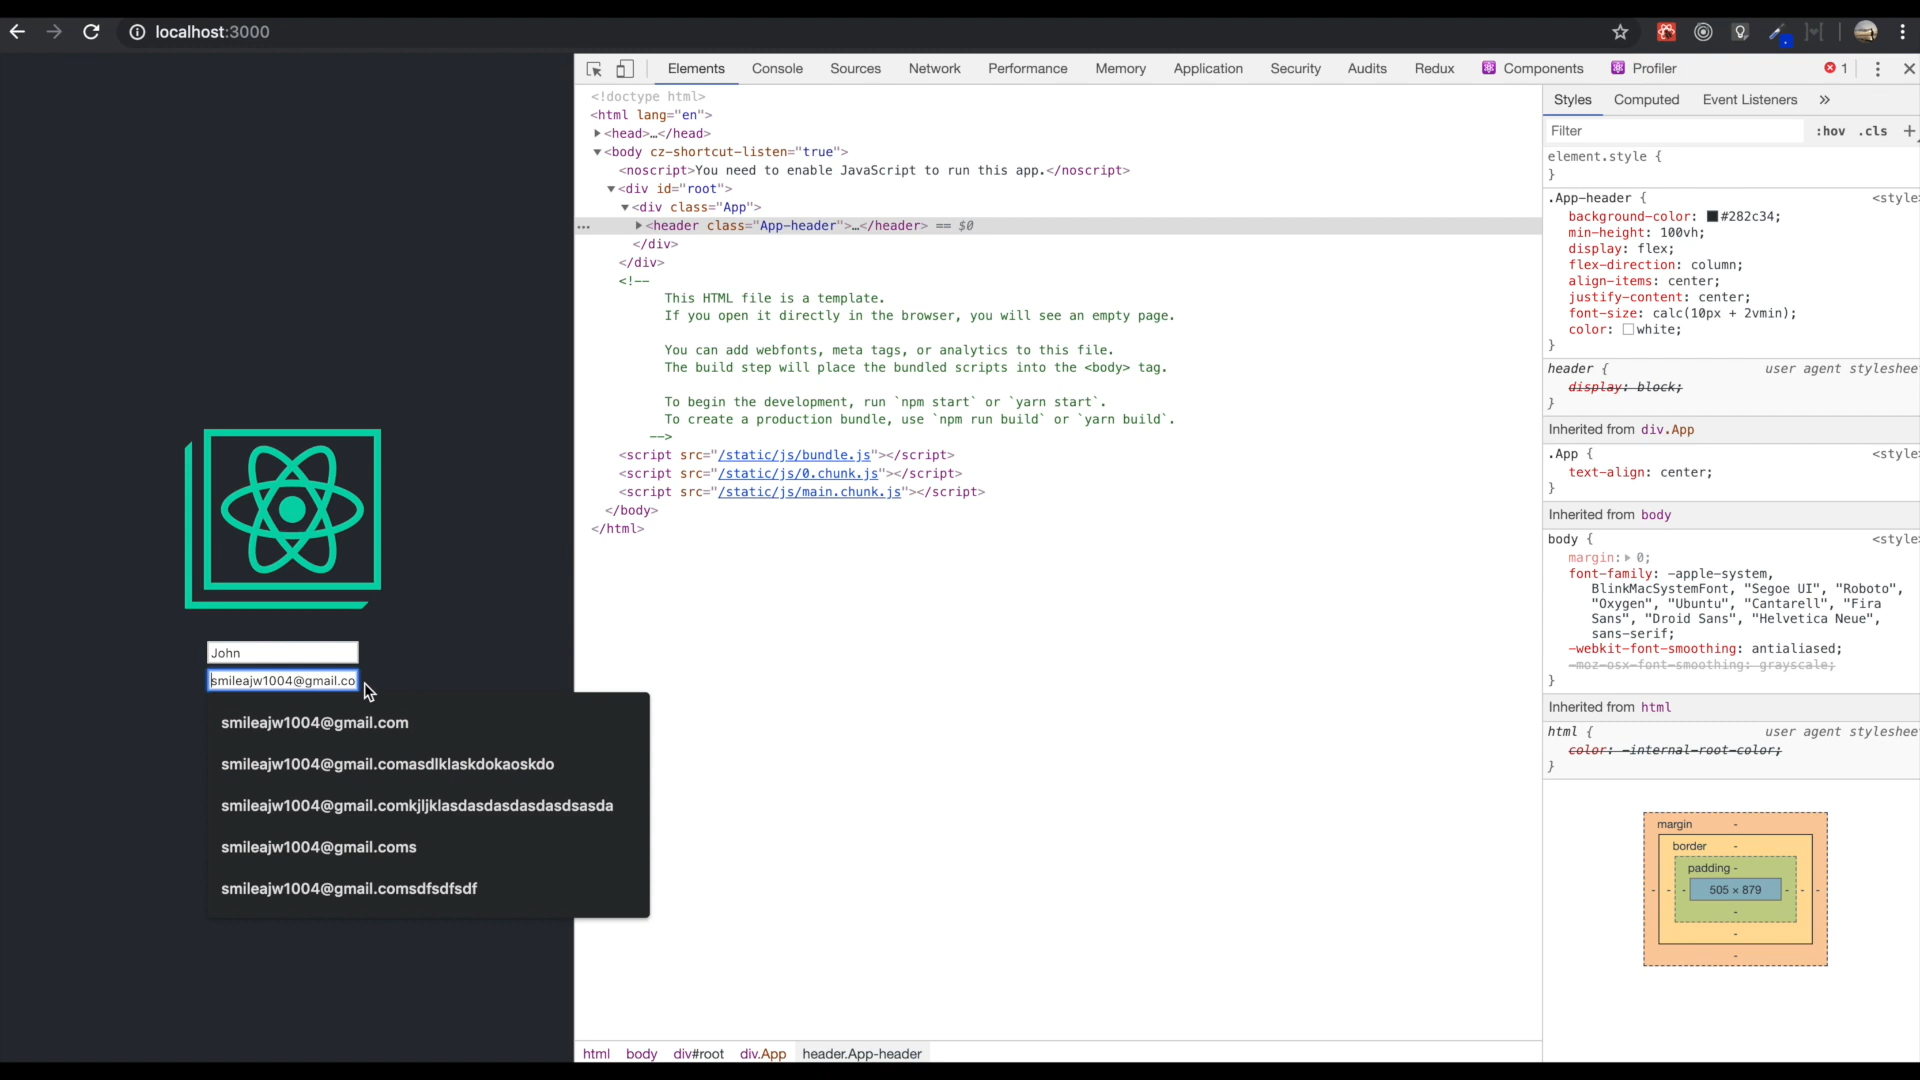 localhost:3000
Elements Console Sources Network Performance Memory Application Security Audits Redux Components Profiler 1
<!doctype html>
<html lang="en">
<head>…</head>
<body cz-shortcut-listen="true">
<noscript>You need to enable JavaScript to run this app.</noscript>
<div id="root">
<div class="App">
<header class="App-header">…</header> == $0
</div>
</div>
<!--
This HTML file is a template.
If you open it directly in the browser, you will see an empty page.
You can add webfonts, meta tags, or analytics to this file.
The build step will place the bundled scripts into the <body> tag.
To begin the development, run `npm start` or `yarn start`.
To create a production bundle, use `npm run build` or `yarn build`.
-->
<script src="/static/js/bundle.js"></script>
<script src="/static/js/0.chunk.js"></script>
<script src="/static/js/main.chunk.js"></script>
</body>
</html>
John
smileajw1004@gmail.co
smileajw1004@gmail.com
smileajw1004@gmail.comasdlklaskdokaoskdo
smileajw1004@gmail.comkjljklasdasdasdasdasdsasda
smileajw1004@gmail.coms
smileajw1004@gmail.comsdfsdfsdf
html body div#root div.App header.App-header
Styles Computed Event Listeners »
Filter :hov .cls +
element.style {
}
.App-header { <style>
background-color: #282c34;
min-height: 100vh;
display: flex;
flex-direction: column;
align-items: center;
justify-content: center;
font-size: calc(10px + 2vmin);
color: white;
}
header { user agent styleshee
display: block;
}
Inherited from div.App
.App { <style>
text-align: center;
}
Inherited from body
body { <style>
margin: 0;
font-family: -apple-system,
BlinkMacSystemFont, "Segoe UI", "Roboto",
"Oxygen", "Ubuntu", "Cantarell", "Fira
Sans", "Droid Sans", "Helvetica Neue",
sans-serif;
-webkit-font-smoothing: antialiased;
-moz-osx-font-smoothing: grayscale;
}
Inherited from html
html { user agent styleshee
color: -internal-root-color;
}
margin -
border -
padding -
505 × 879